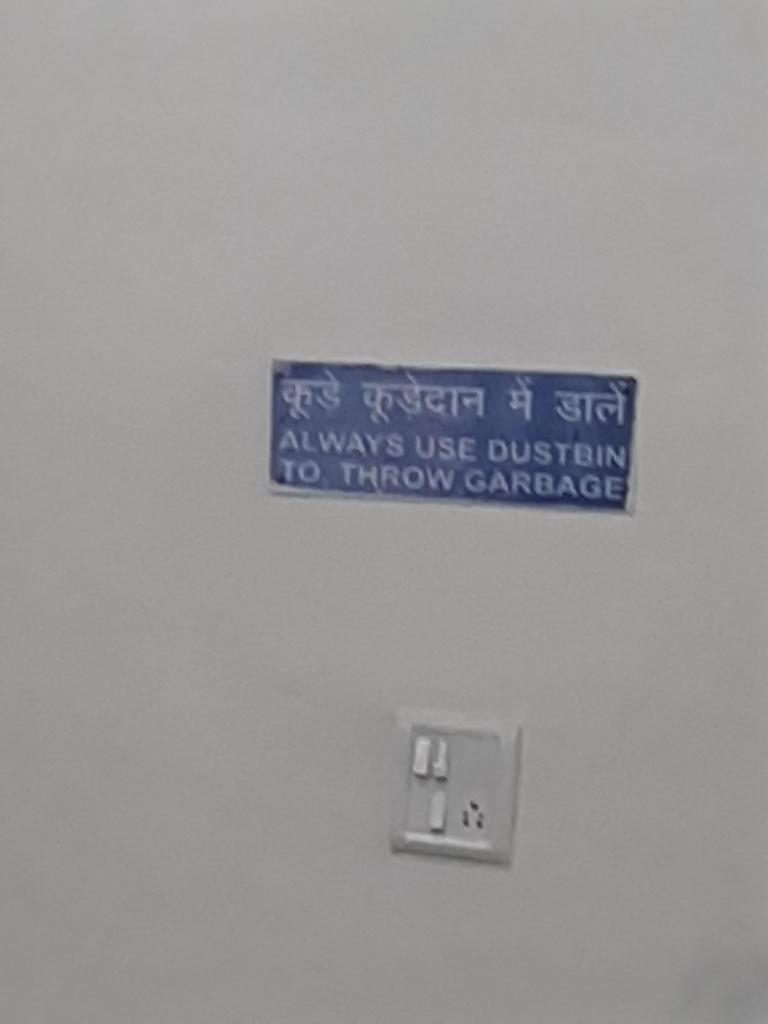 कूडे कूडेदान में डालें
ALWAYS USE DUSTBIN
TO THROW GARBAGE